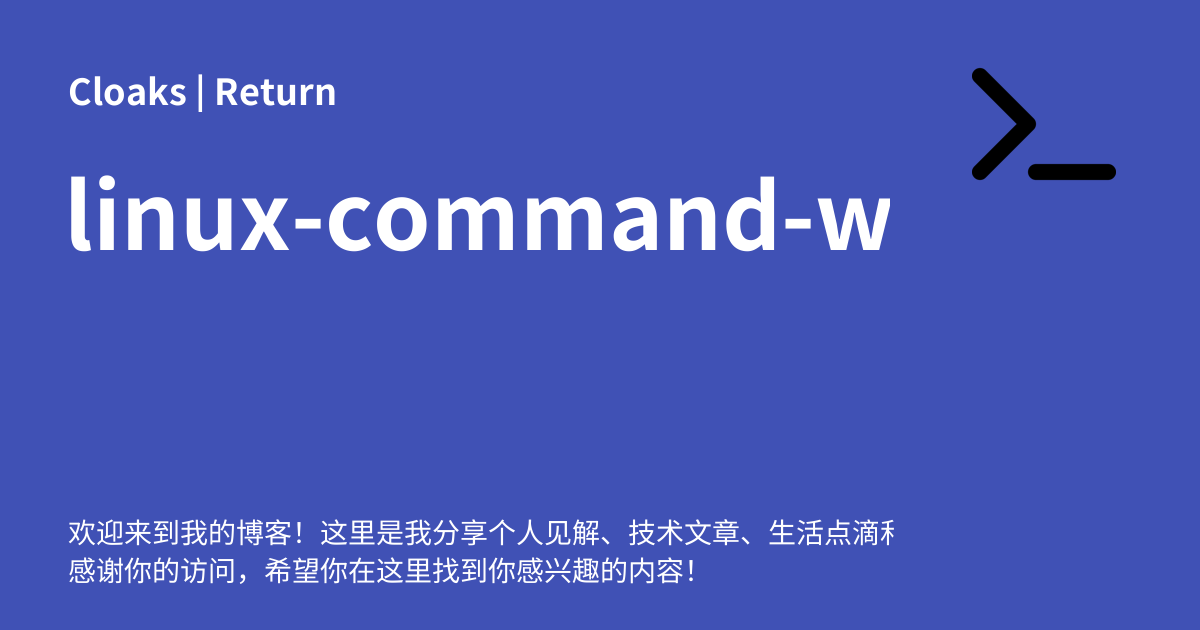 Cloaks | Return
linux-command-w
欢迎来到我的博客！这里是我分享个人见解、技术文章、生活点滴
感谢你的访问，希望你在这里找到你感兴趣的内容！